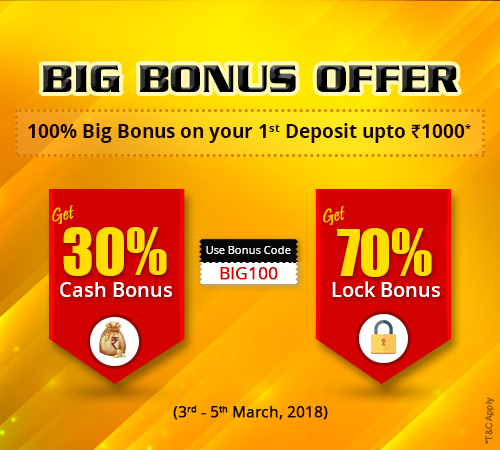 BIG BONUS OFFER
100% Big Bonus on your 1st Deposit upto ₹1000*
Get
30%
Cash Bonus
₹
Use Bonus Code
BIG100
Get
70%
Lock Bonus
(3rd - 5th March, 2018)
*T&C Apply